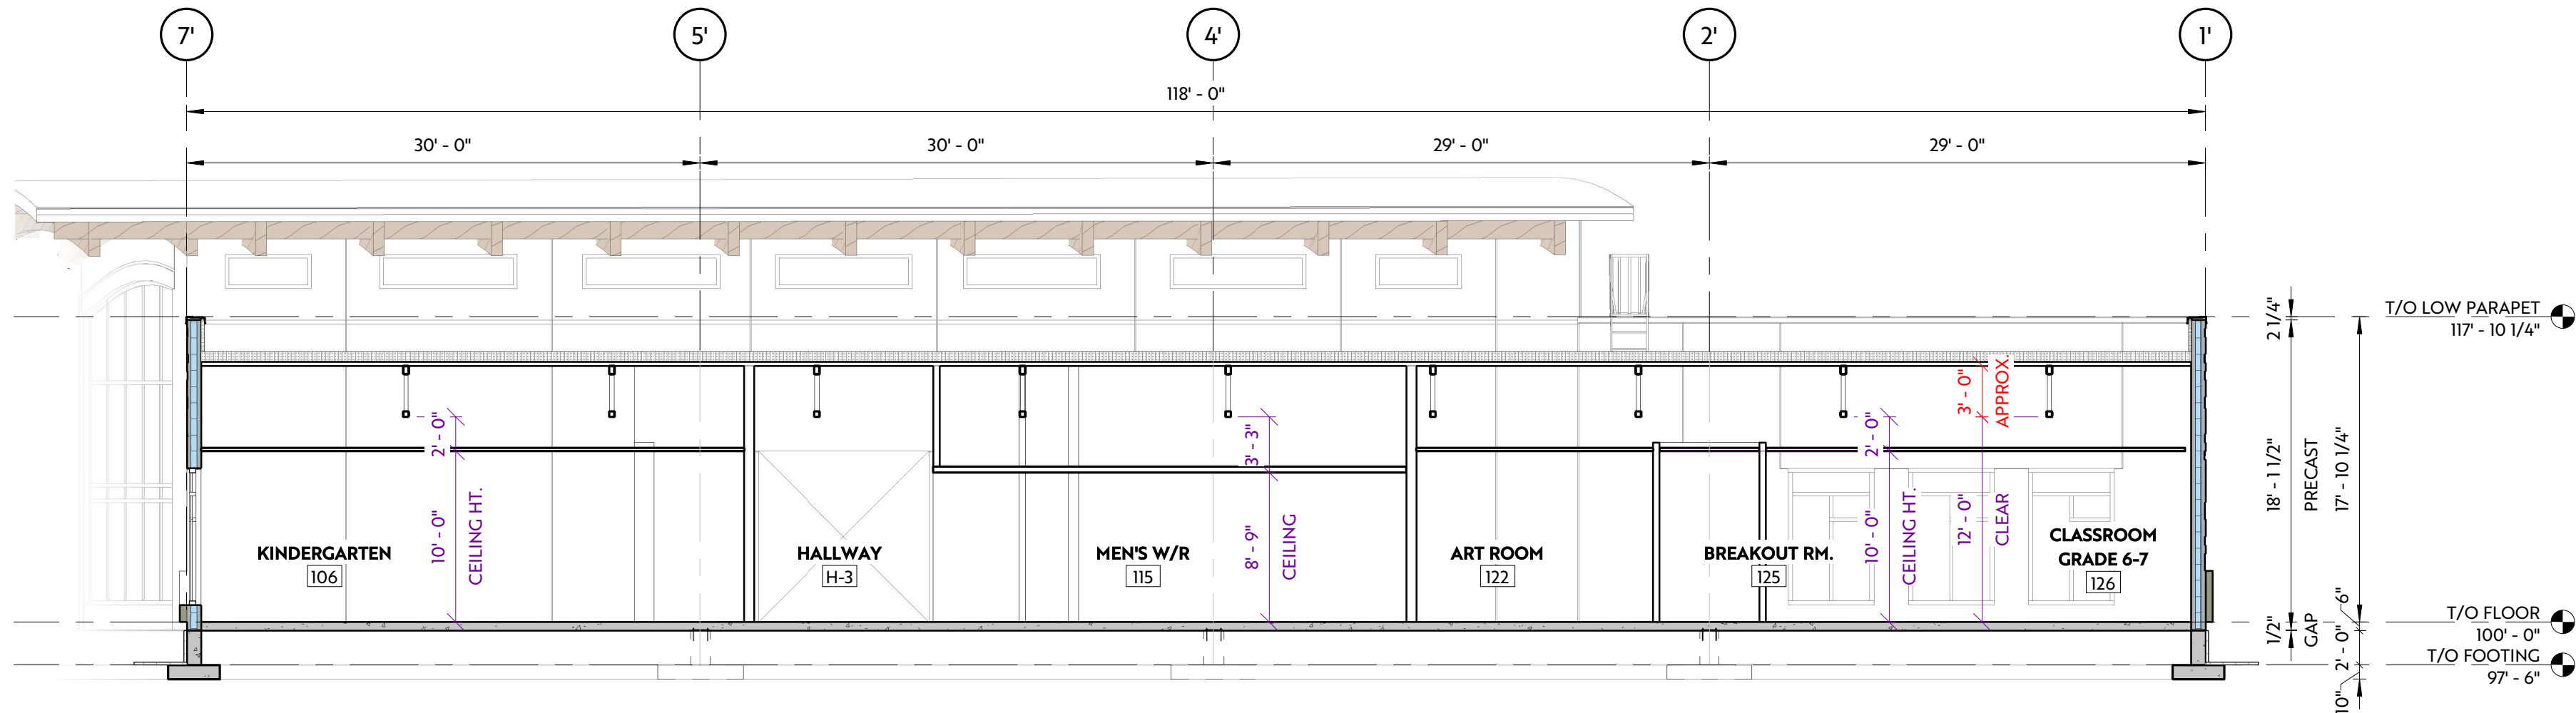 7'
5'
4'
2'
1'
118' - 0"
30' - 0"
30' - 0"
29' - 0"
29' - 0"
T/O LOW PARAPET
117' - 10 1/4"
2 1/4"
18' - 1 1/2"
PRECAST
17' - 10 1/4"
3' - 0"
APPROX.
2' - 0"
10' - 0"
CEILING HT.
3' - 3"
8' - 9"
CEILING
2' - 0"
10' - 0"
CEILING HT.
12' - 0"
CLEAR
KINDERGARTEN
106
HALLWAY
H-3
MEN'S W/R
115
ART ROOM
122
BREAKOUT RM.
125
CLASSROOM
GRADE 6-7
126
1/2"
GAP
6"
2' - 0"
10"
T/O FLOOR
100' - 0"
T/O FOOTING
97' - 6"